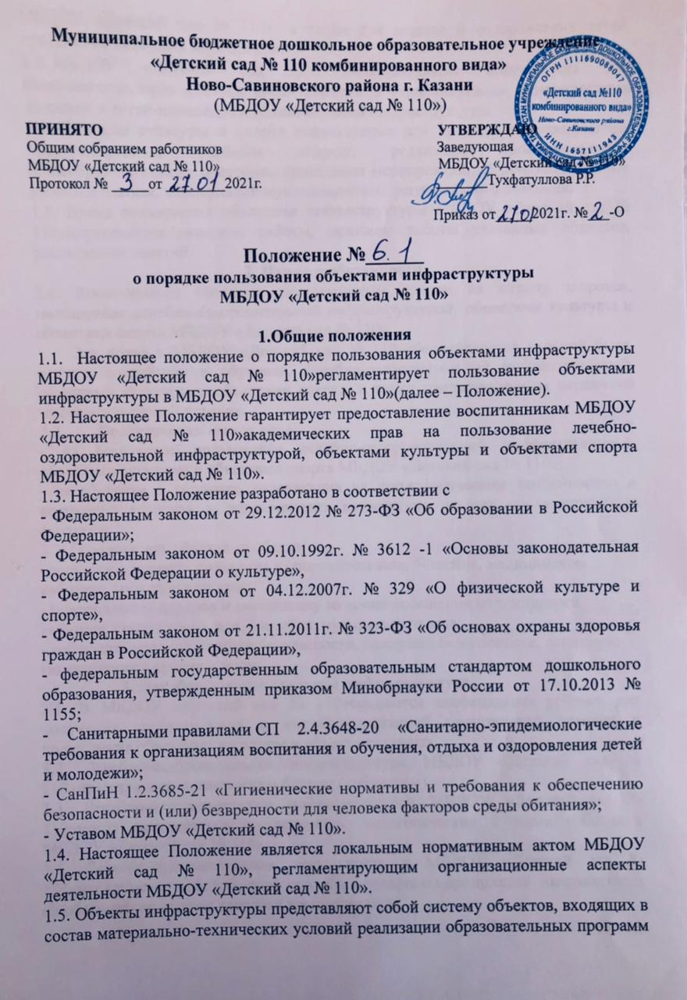 Муниципальное бюджетное дошкольное образовательное учреждение
«Детский сад № 110 комбинированного вида»
Ново-Савиновского района г. Казани
(МБДОУ «Детский сад № 110»)
ОГРН 1111690088047
«Детский сад №110
комбинированного вида»
Ново-Савиновского района
г.Казани
ИНН 1657111943
ПРИНЯТО
Общим собранием работников
МБДОУ «Детский сад № 110»
Протокол № 3 от 27.01 2021г.
УТВЕРЖДАЮ
Заведующая
МБДОУ «Детский сад № 110»
Тухфатуллова Р.Р.
Приказ от 27.01 2021г. № 2 -О
Положение № 6.1
о порядке пользования объектами инфраструктуры
МБДОУ «Детский сад № 110»
1.Общие положения
1.1. Настоящее положение о порядке пользования объектами инфраструктуры
МБДОУ «Детский сад № 110»регламентирует пользование объектами
инфраструктуры в МБДОУ «Детский сад № 110»(далее – Положение).
1.2. Настоящее Положение гарантирует предоставление воспитанникам МБДОУ
«Детский сад № 110»академических прав на пользование лечебно-
оздоровительной инфраструктурой, объектами культуры и объектами спорта
МБДОУ «Детский сад № 110».
1.3. Настоящее Положение разработано в соответствии с
- Федеральным законом от 29.12.2012 № 273-ФЗ «Об образовании в Российской
Федерации»;
- Федеральным законом от 09.10.1992г. № 3612 -1 «Основы законодательная
Российской Федерации о культуре»,
- Федеральным законом от 04.12.2007г. № 329 «О физической культуре и
спорте»,
- Федеральным законом от 21.11.2011г. № 323-ФЗ «Об основах охраны здоровья
граждан в Российской Федерации»,
- федеральным государственным образовательным стандартом дошкольного
образования, утвержденным приказом Минобрнауки России от 17.10.2013 №
1155;
- Санитарными правилами СП 2.4.3648-20 «Санитарно-эпидемиологические
требования к организациям воспитания и обучения, отдыха и оздоровления детей
и молодежи»;
- СанПиН 1.2.3685-21 «Гигиенические нормативы и требования к обеспечению
безопасности и (или) безвредности для человека факторов среды обитания»;
- Уставом МБДОУ «Детский сад № 110».
1.4. Настоящее Положение является локальным нормативным актом МБДОУ
«Детский сад № 110», регламентирующим организационные аспекты
деятельности МБДОУ «Детский сад № 110».
1.5. Объекты инфраструктуры представляют собой систему объектов, входящих в
состав материально-технических условий реализации образовательных программ